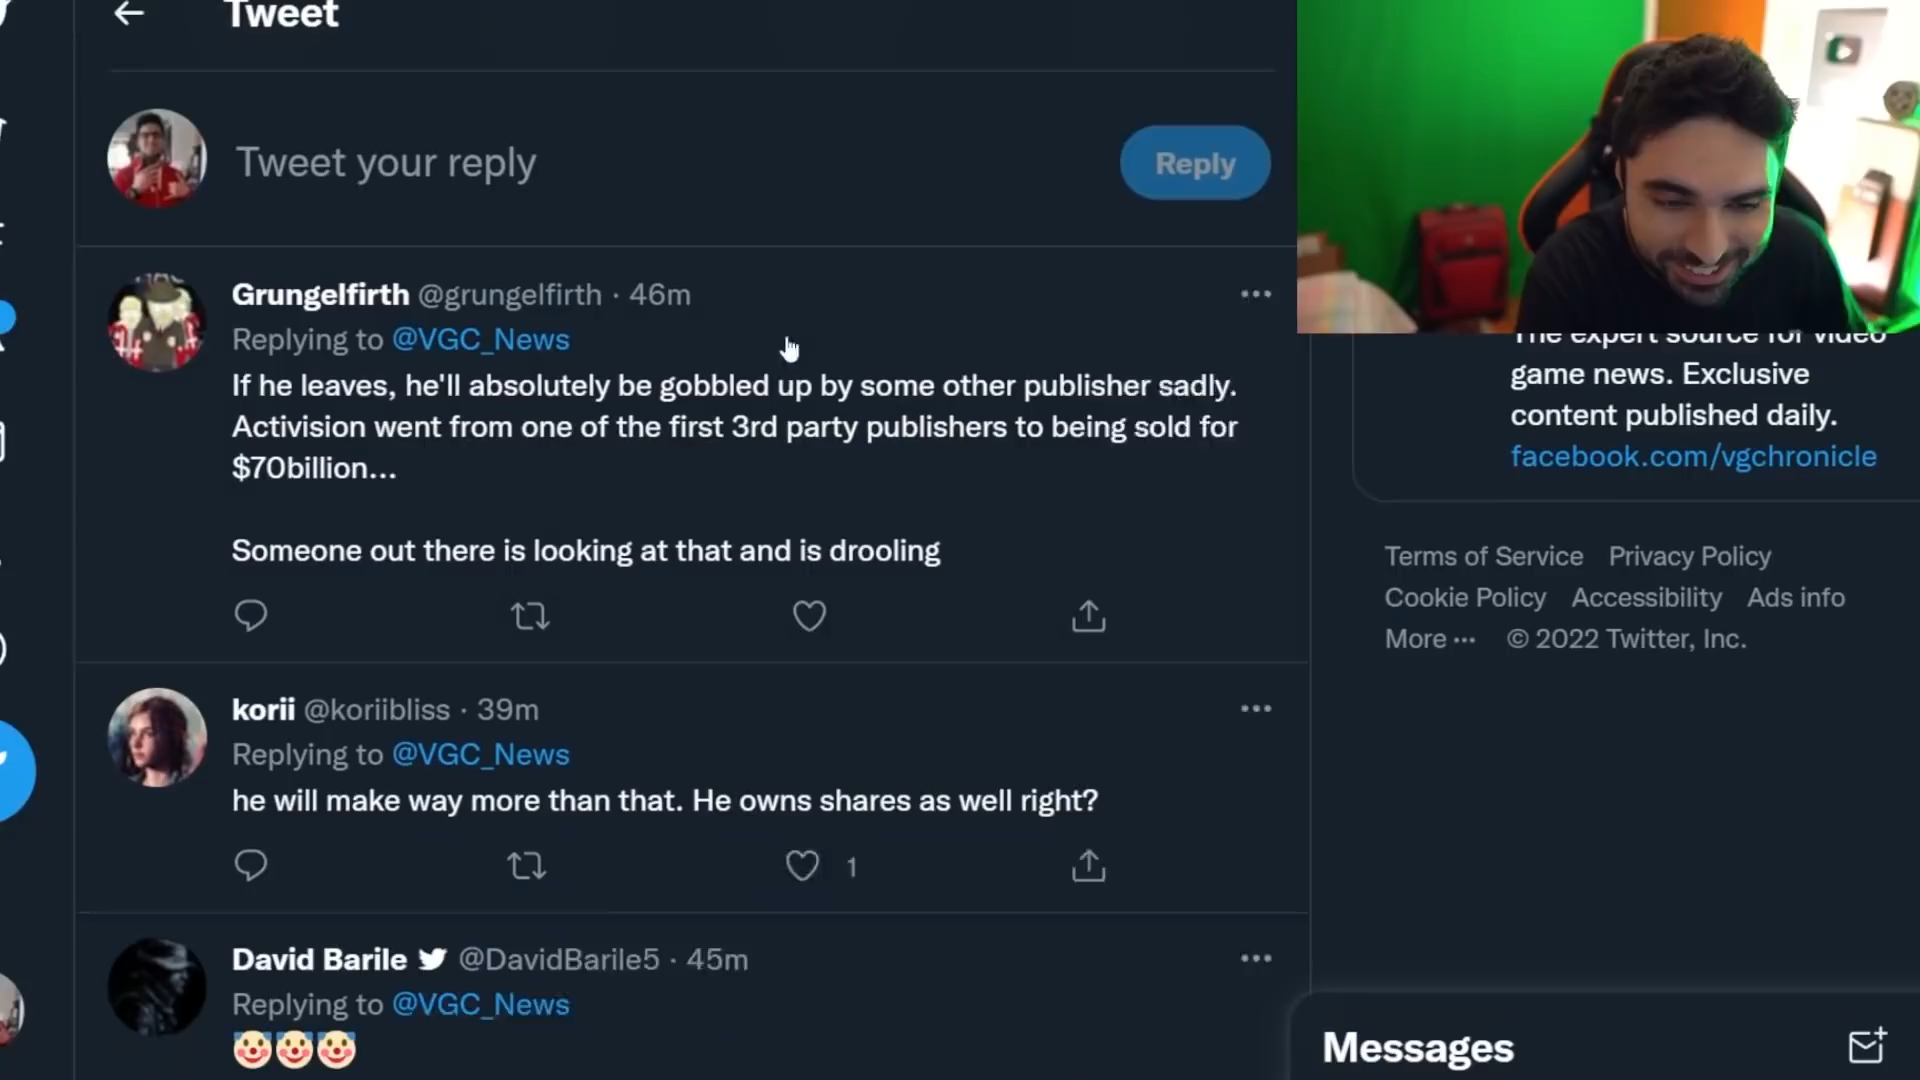 Tweet
Tweet your reply
Reply
Grungelfirth @grungelfirth · 46m
Replying to @VGC_News
If he leaves, he'll absolutely be gobbled up by some other publisher sadly.
Activision went from one of the first 3rd party publishers to being sold for
$70billion...
Someone out there is looking at that and is drooling
korii @koriibliss · 39m
Replying to @VGC_News
he will make way more than that. He owns shares as well right?
1
David Barile @DavidBarile5 · 45m
Replying to @VGC_News
🤡🤡🤡
The expert source for video
game news. Exclusive
content published daily.
facebook.com/vgchronicle
Terms of Service Privacy Policy
Cookie Policy Accessibility Ads info
More ··· © 2022 Twitter, Inc.
Messages